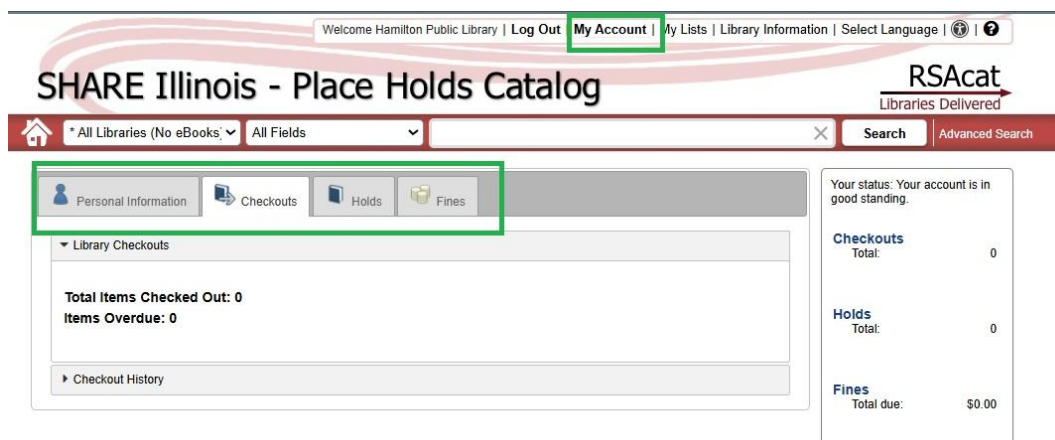 Welcome Hamilton Public Library | Log Out | My Account | My Lists | Library Information | Select Language | |
SHARE Illinois - Place Holds Catalog
RSAcat
Libraries Delivered
* All Libraries (No eBooks) All Fields Search Advanced Search
Personal Information Checkouts Holds Fines
Library Checkouts
Total Items Checked Out: 0
Items Overdue: 0
Checkout History
Your status: Your account is in
good standing.
Checkouts
Total: 0
Holds
Total: 0
Fines
Total due: $0.00